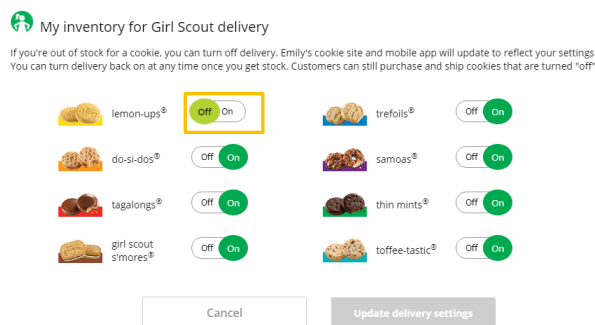 My inventory for Girl Scout delivery
If you're out of stock for a cookie, you can turn off delivery. Emily's cookie site and mobile app will update to reflect your settings
You can turn delivery back on at any time once you get stock. Customers can still purchase and ship cookies that are turned "off"
lemon-ups® Off On
trefoils® Off On
do-si-dos® Off On
samoas® Off On
tagalongs® Off On
thin mints® Off On
girl scout
s'mores® Off On
toffee-tastic® Off On
Cancel
Update delivery settings